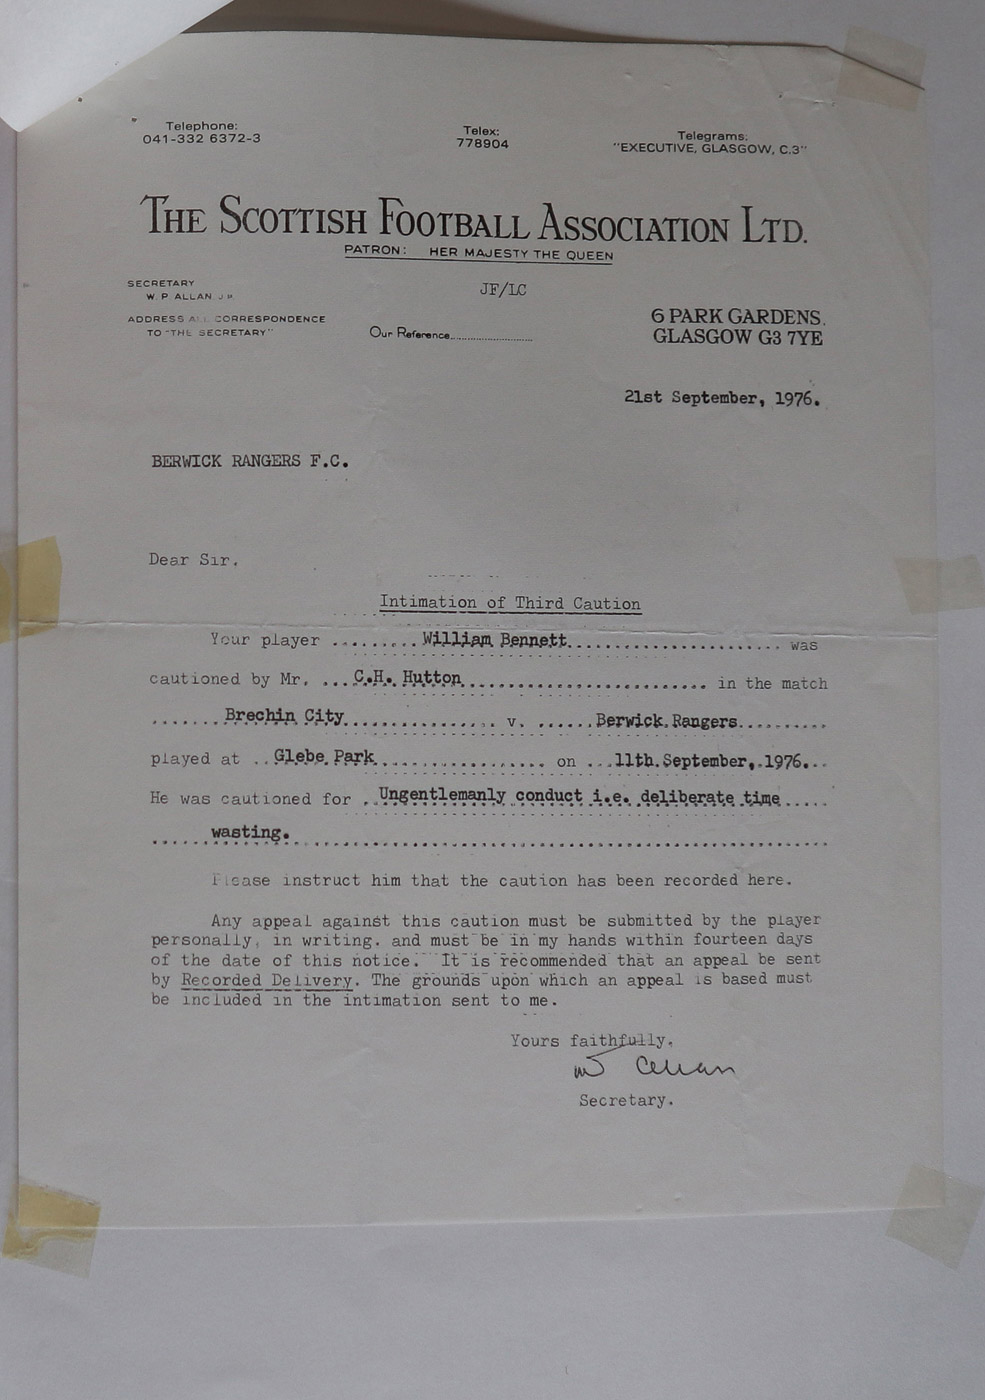 Telephone:
041-332 6372-3
Telex:
778904
Telegrams:
"EXECUTIVE, GLASGOW, C.3"
THE SCOTTISH FOOTBALL ASSOCIATION LTD.
PATRON: HER MAJESTY THE QUEEN
SECRETARY
W. P. ALLAN, J.P.
ADDRESS ALL CORRESPONDENCE
TO "THE SECRETARY"
JF/LC
Our Reference
6 PARK GARDENS,
GLASGOW G3 7YE
21st September, 1976.
BERWICK RANGERS F.C.
Dear Sir,
Intimation of Third Caution
Your player ......... William Bennett ...................... was
cautioned by Mr. ... C.H. Hutton ......................... in the match
....... Brechin City ................ v. ...... Berwick Rangers ..........
played at .. Glebe Park .................. on ... 11th September, 1976...
He was cautioned for . Ungentlemanly conduct i.e. deliberate time .....
...... wasting. ......................................................
Please instruct him that the caution has been recorded here.
Any appeal against this caution must be submitted by the player
personally, in writing, and must be in my hands within fourteen days
of the date of this notice. It is recommended that an appeal be sent
by Recorded Delivery. The grounds upon which an appeal is based must
be included in the intimation sent to me.
Yours faithfully,
W Allan
Secretary.